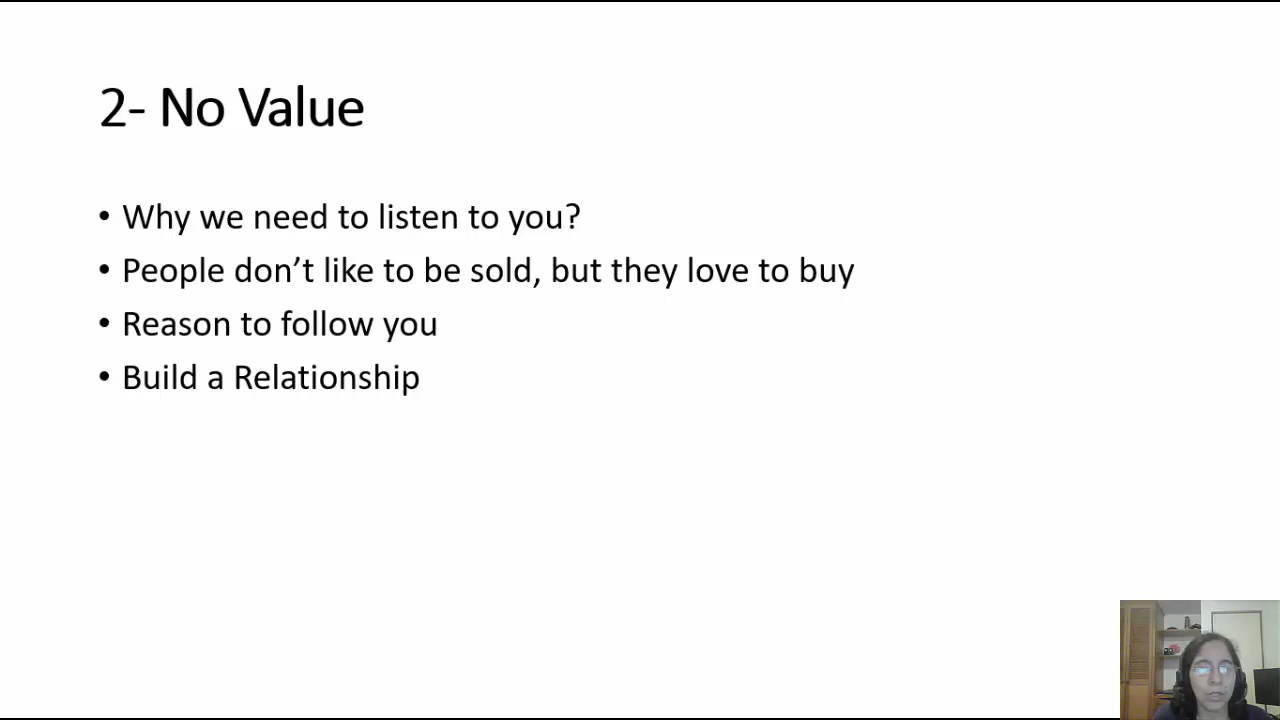 2- No Value
• Why we need to listen to you?
• People don’t like to be sold, but they love to buy
• Reason to follow you
• Build a Relationship